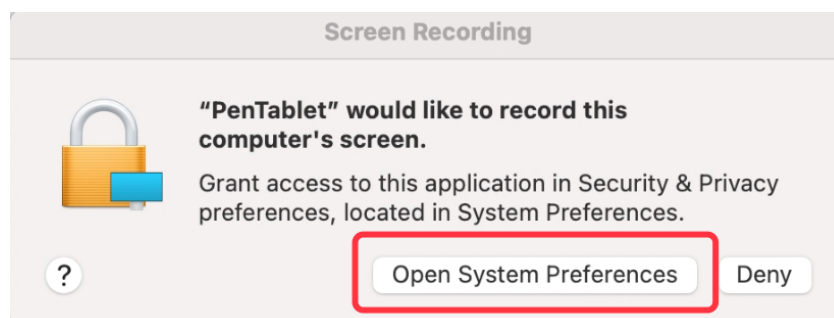 Screen Recording
“PenTablet” would like to record this
computer's screen.
Grant access to this application in Security & Privacy
preferences, located in System Preferences.
?
Open System Preferences
Deny